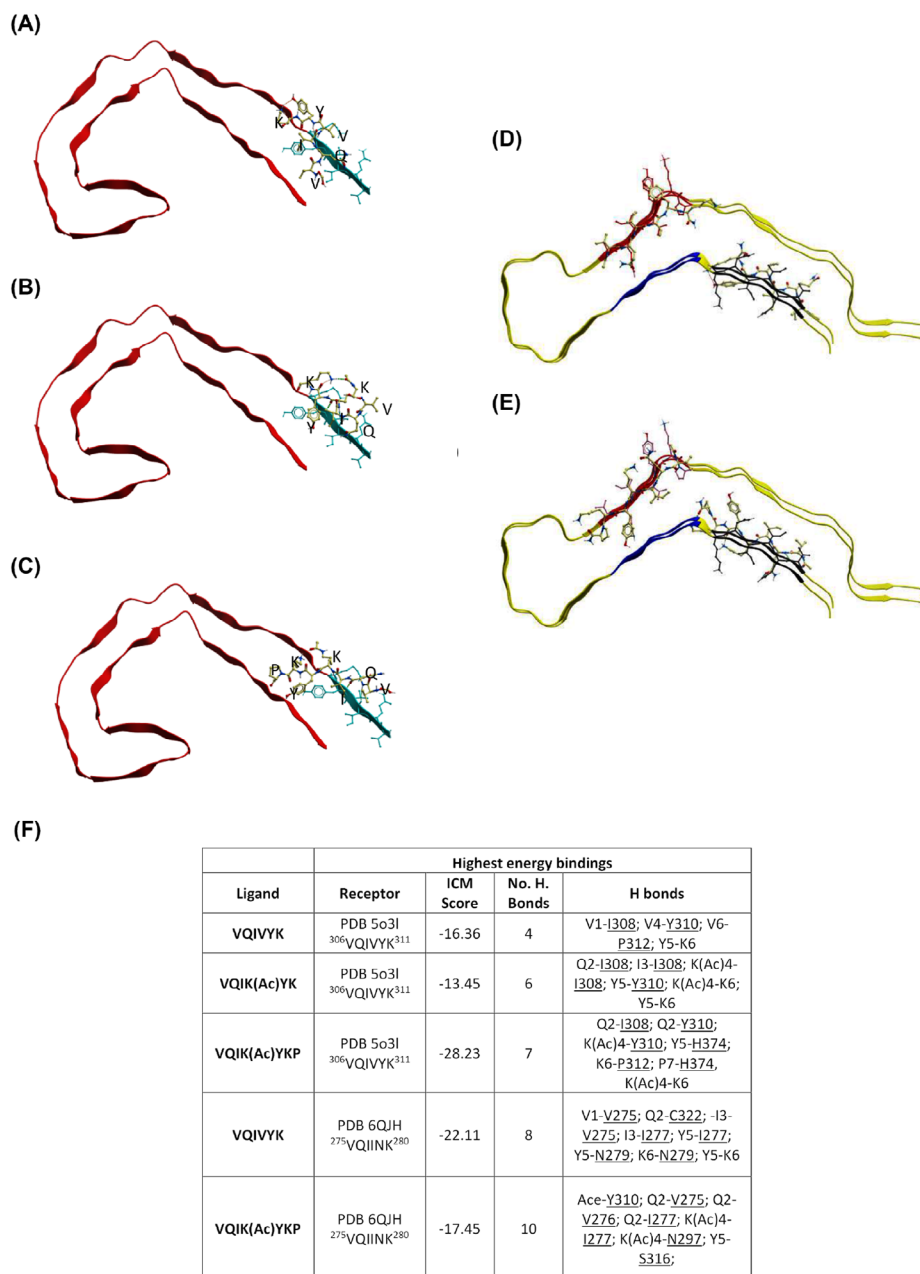 (A)
K
Y
V
I
Q
V
(B)
K
K
V
Y
I
Q
(C)
P
K
K
Q
V
Y
I
(D)
(E)
(F)
Highest energy bindings
Ligand Receptor ICM Score No. H. Bonds H bonds
VQIVYK PDB 5o3l 306VQIVYK311 -16.36 4 V1-I308; V4-Y310; V6-
P312; Y5-K6
VQIK(Ac)YK PDB 5o3l 306VQIVYK311 -13.45 6 Q2-I308; I3-I308; K(Ac)4-
I308; Y5-Y310; K(Ac)4-K6;
Y5-K6
VQIK(Ac)YKP PDB 5o3l 306VQIVYK311 -28.23 7 Q2-I308; Q2-Y310;
K(Ac)4-Y310; Y5-H374;
K6-P312; P7-H374,
K(Ac)4-K6
VQIVYK PDB 6QJH 275VQIINK280 -22.11 8 V1-V275; Q2-C322; -I3-
V275; I3-I277; Y5-I277;
Y5-N279; K6-N279; Y5-K6
VQIK(Ac)YKP PDB 6QJH 275VQIINK280 -17.45 10 Ace-Y310; Q2-V275; Q2-
V276; Q2-I277; K(Ac)4-
I277; K(Ac)4-N297; Y5-
S316;